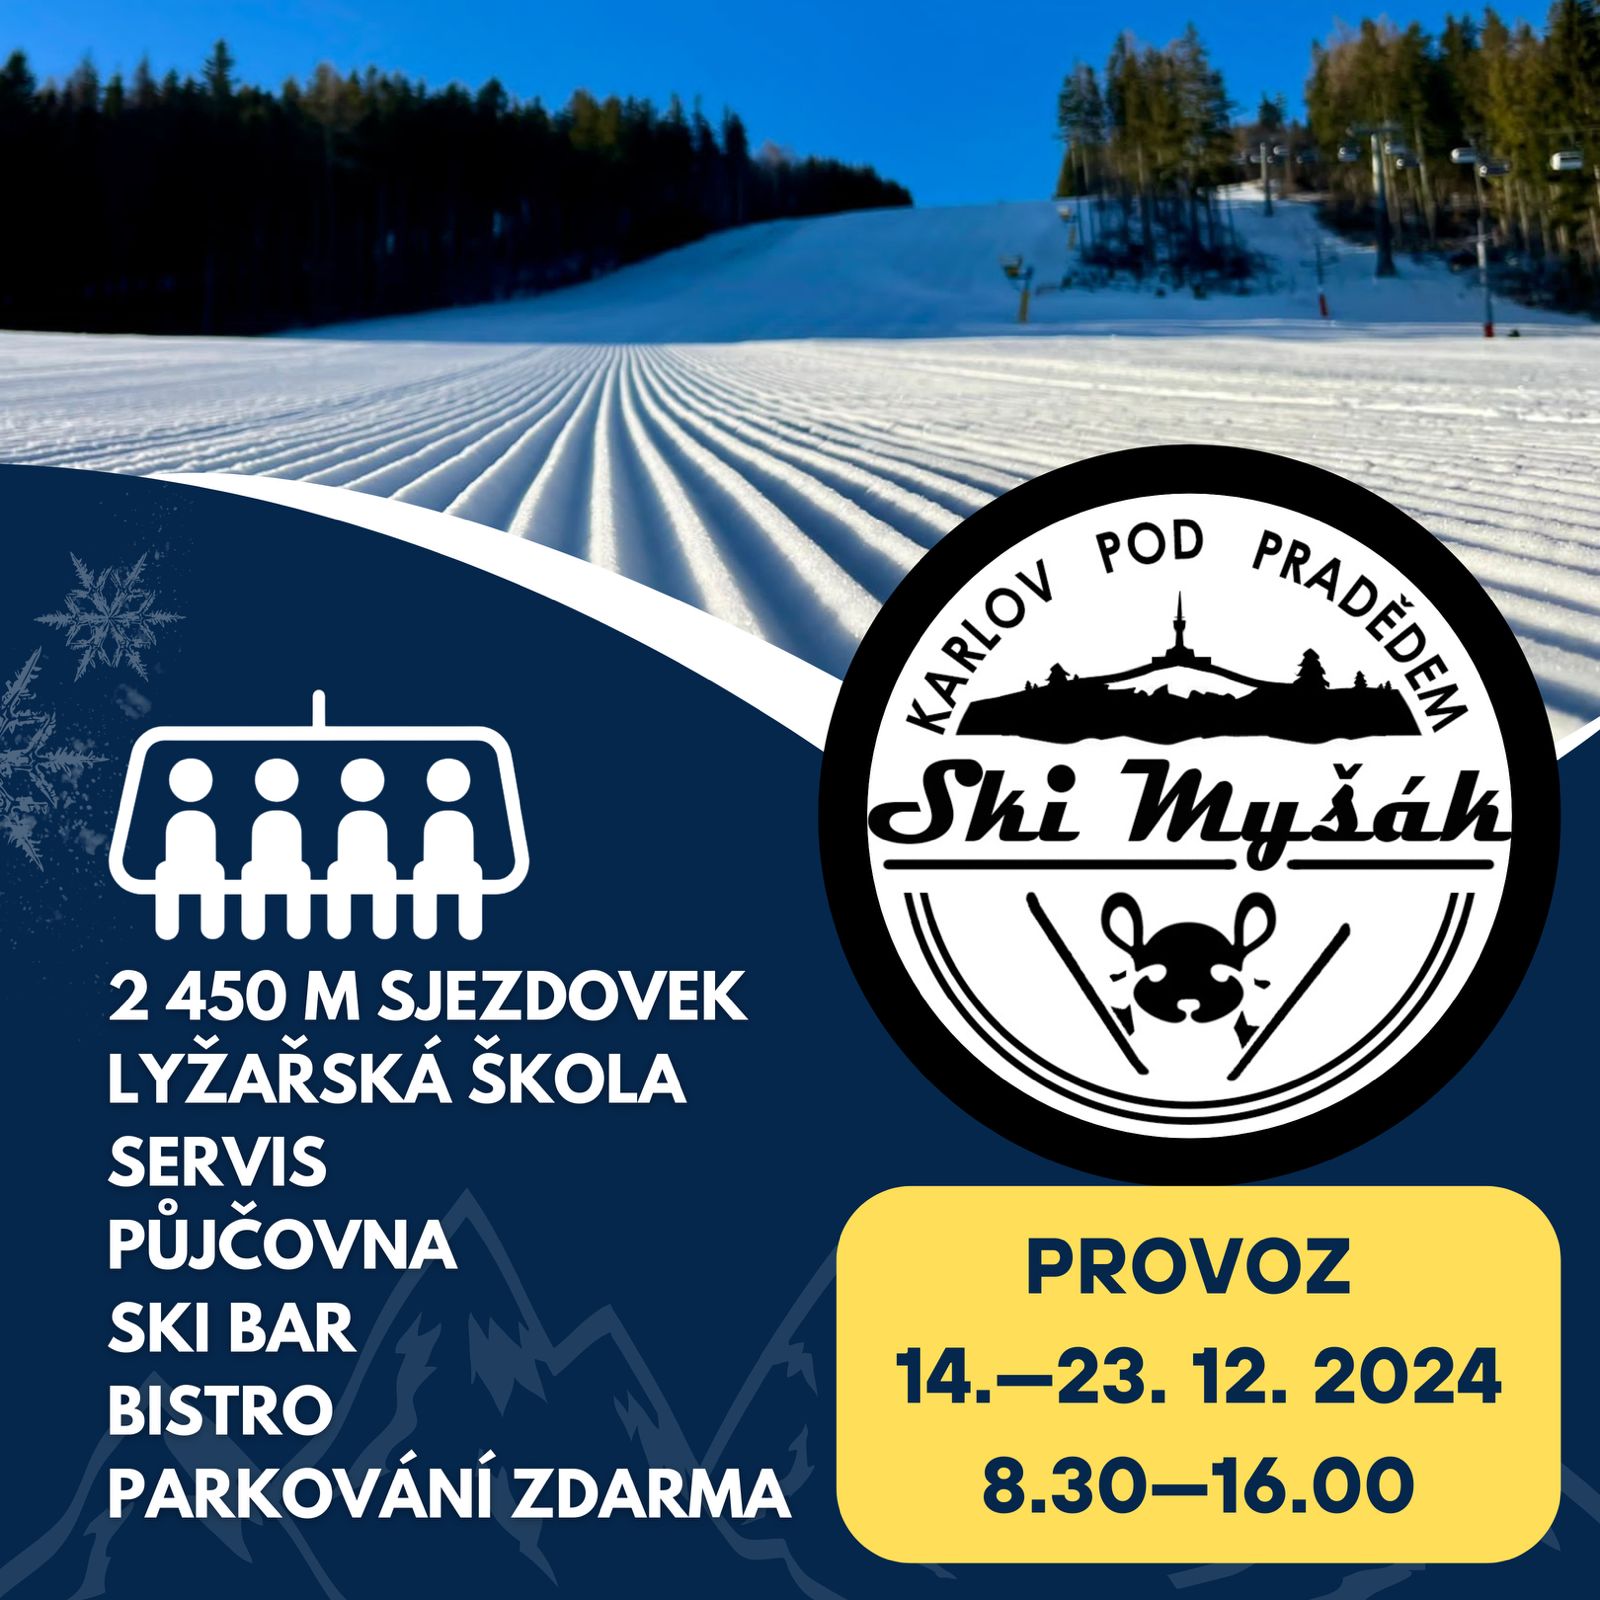 KARLOV POD PRADĚDEM
Ski Myšák
2 450 M SJEZDOVEK
LYŽAŘSKÁ ŠKOLA
SERVIS
PŮJČOVNA
SKI BAR
BISTRO
PARKOVÁNÍ ZDARMA
PROVOZ
14.—23. 12. 2024
8.30—16.00